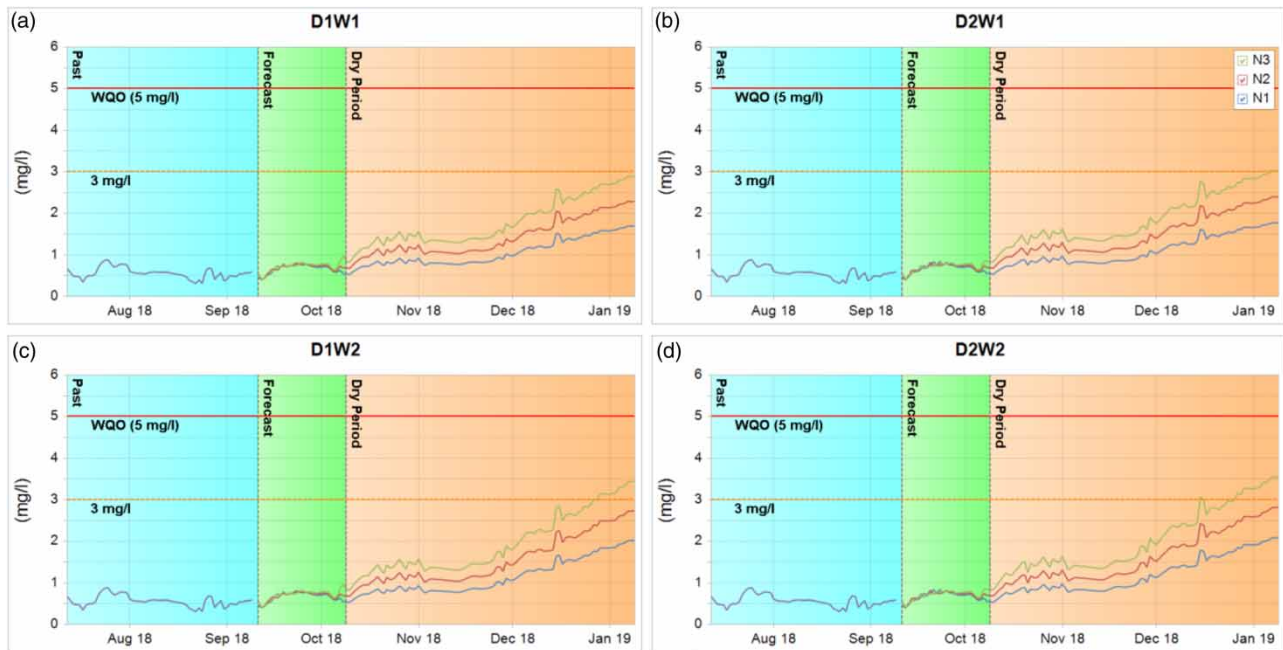 (a)
D1W1
6
5
4
3
2
1
0
(mg/l)
Past
Forecast
Dry Period
WQO (5 mg/l)
3 mg/l
Aug 18 Sep 18 Oct 18 Nov 18 Dec 18 Jan 19
(b)
D2W1
6
5
4
3
2
1
0
(mg/l)
Past
Forecast
Dry Period
WQO (5 mg/l)
3 mg/l
N3
N2
N1
Aug 18 Sep 18 Oct 18 Nov 18 Dec 18 Jan 19
(c)
D1W2
6
5
4
3
2
1
0
(mg/l)
Past
Forecast
Dry Period
WQO (5 mg/l)
3 mg/l
Aug 18 Sep 18 Oct 18 Nov 18 Dec 18 Jan 19
(d)
D2W2
6
5
4
3
2
1
0
(mg/l)
Past
Forecast
Dry Period
WQO (5 mg/l)
3 mg/l
Aug 18 Sep 18 Oct 18 Nov 18 Dec 18 Jan 19